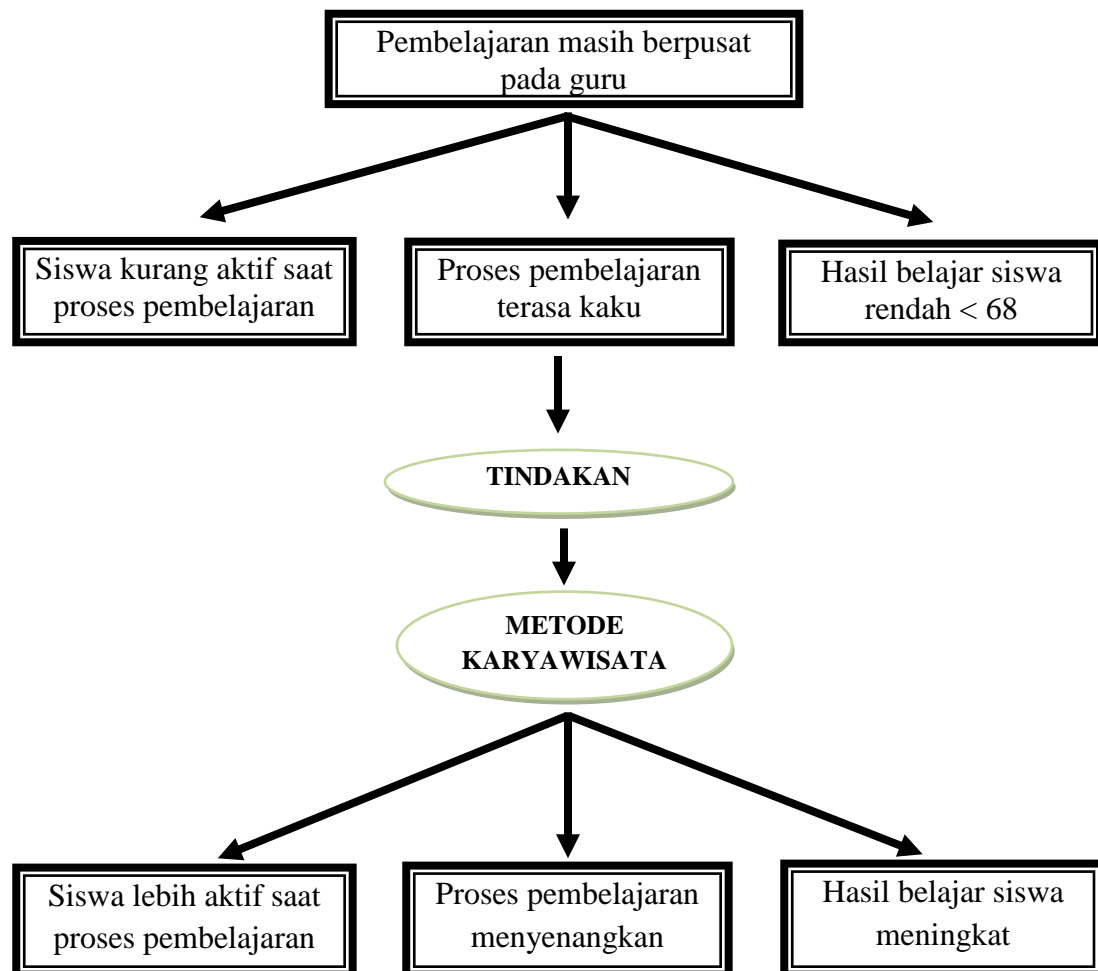 Pembelajaran masih berpusat
pada guru
Siswa kurang aktif saat
proses pembelajaran
Proses pembelajaran
terasa kaku
Hasil belajar siswa
rendah < 68
TINDAKAN
METODE
KARYAWISATA
Siswa lebih aktif saat
proses pembelajaran
Proses pembelajaran
menyenangkan
Hasil belajar siswa
meningkat